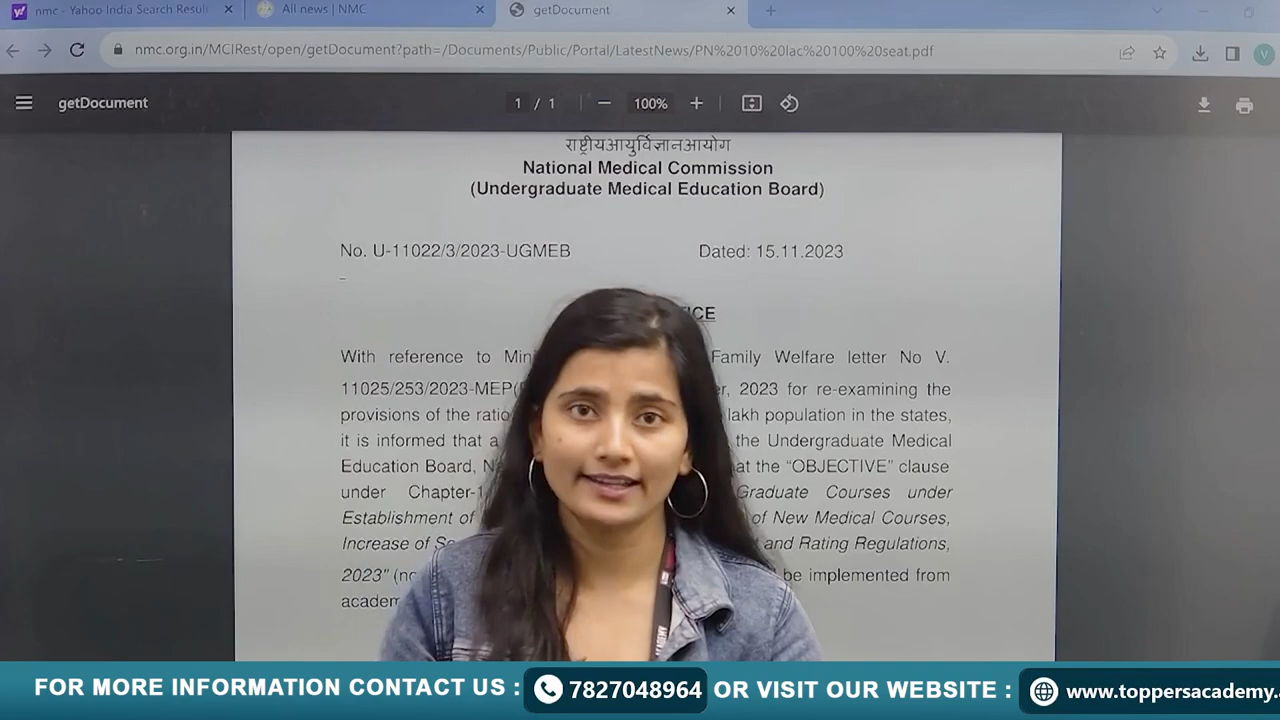 nmc - Yahoo India Search Resul
All news | NMC
getDocument
nmc.org.in/MCIRest/open/getDocument?path=/Documents/Public/Portal/LatestNews/PN%2010%20lac%20100%20seat.pdf
V
getDocument
1 / 1
100%
राष्ट्रीयआयुर्विज्ञानआयोग
National Medical Commission
(Undergraduate Medical Education Board)
No. U-11022/3/2023-UGMEB Dated: 15.11.2023
With reference to Family Welfare letter No V.
11025/253/2023-MEP( 2023 for re-examining the
provisions of the lakh population in the states,
it is informed that a the Undergraduate Medical
Education Board, at the “OBJECTIVE” clause
under Chapter-1 Graduate Courses under
Establishment of of New Medical Courses,
Increase of and Rating Regulations,
2023” be implemented from
FOR MORE INFORMATION CONTACT US : 7827048964 OR VISIT OUR WEBSITE : www.toppersacademy.